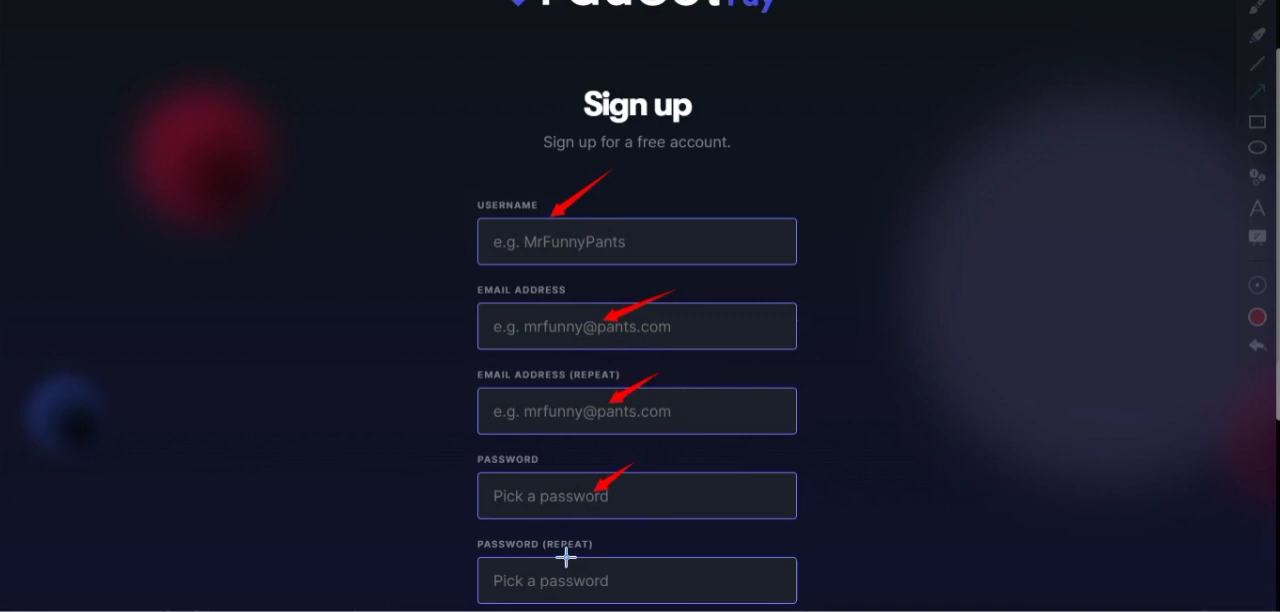 Sign up
Sign up for a free account.
USERNAME
e.g. MrFunnyPants
EMAIL ADDRESS
e.g. mrfunny@pants.com
EMAIL ADDRESS (REPEAT)
e.g. mrfunny@pants.com
PASSWORD
Pick a password
PASSWORD (REPEAT)
Pick a password